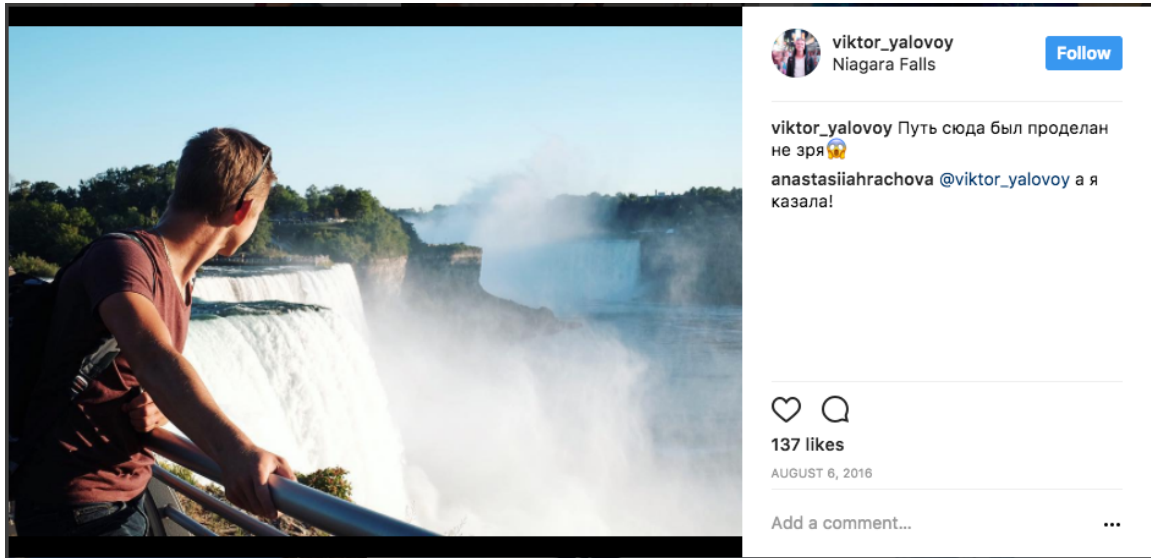 viktor_yalovoy
Niagara Falls
Follow
viktor_yalovoy Путь сюда был проделан
не зря😱
anastasiiahrachova @viktor_yalovoy а я
казала!
137 likes
AUGUST 6, 2016
Add a comment...